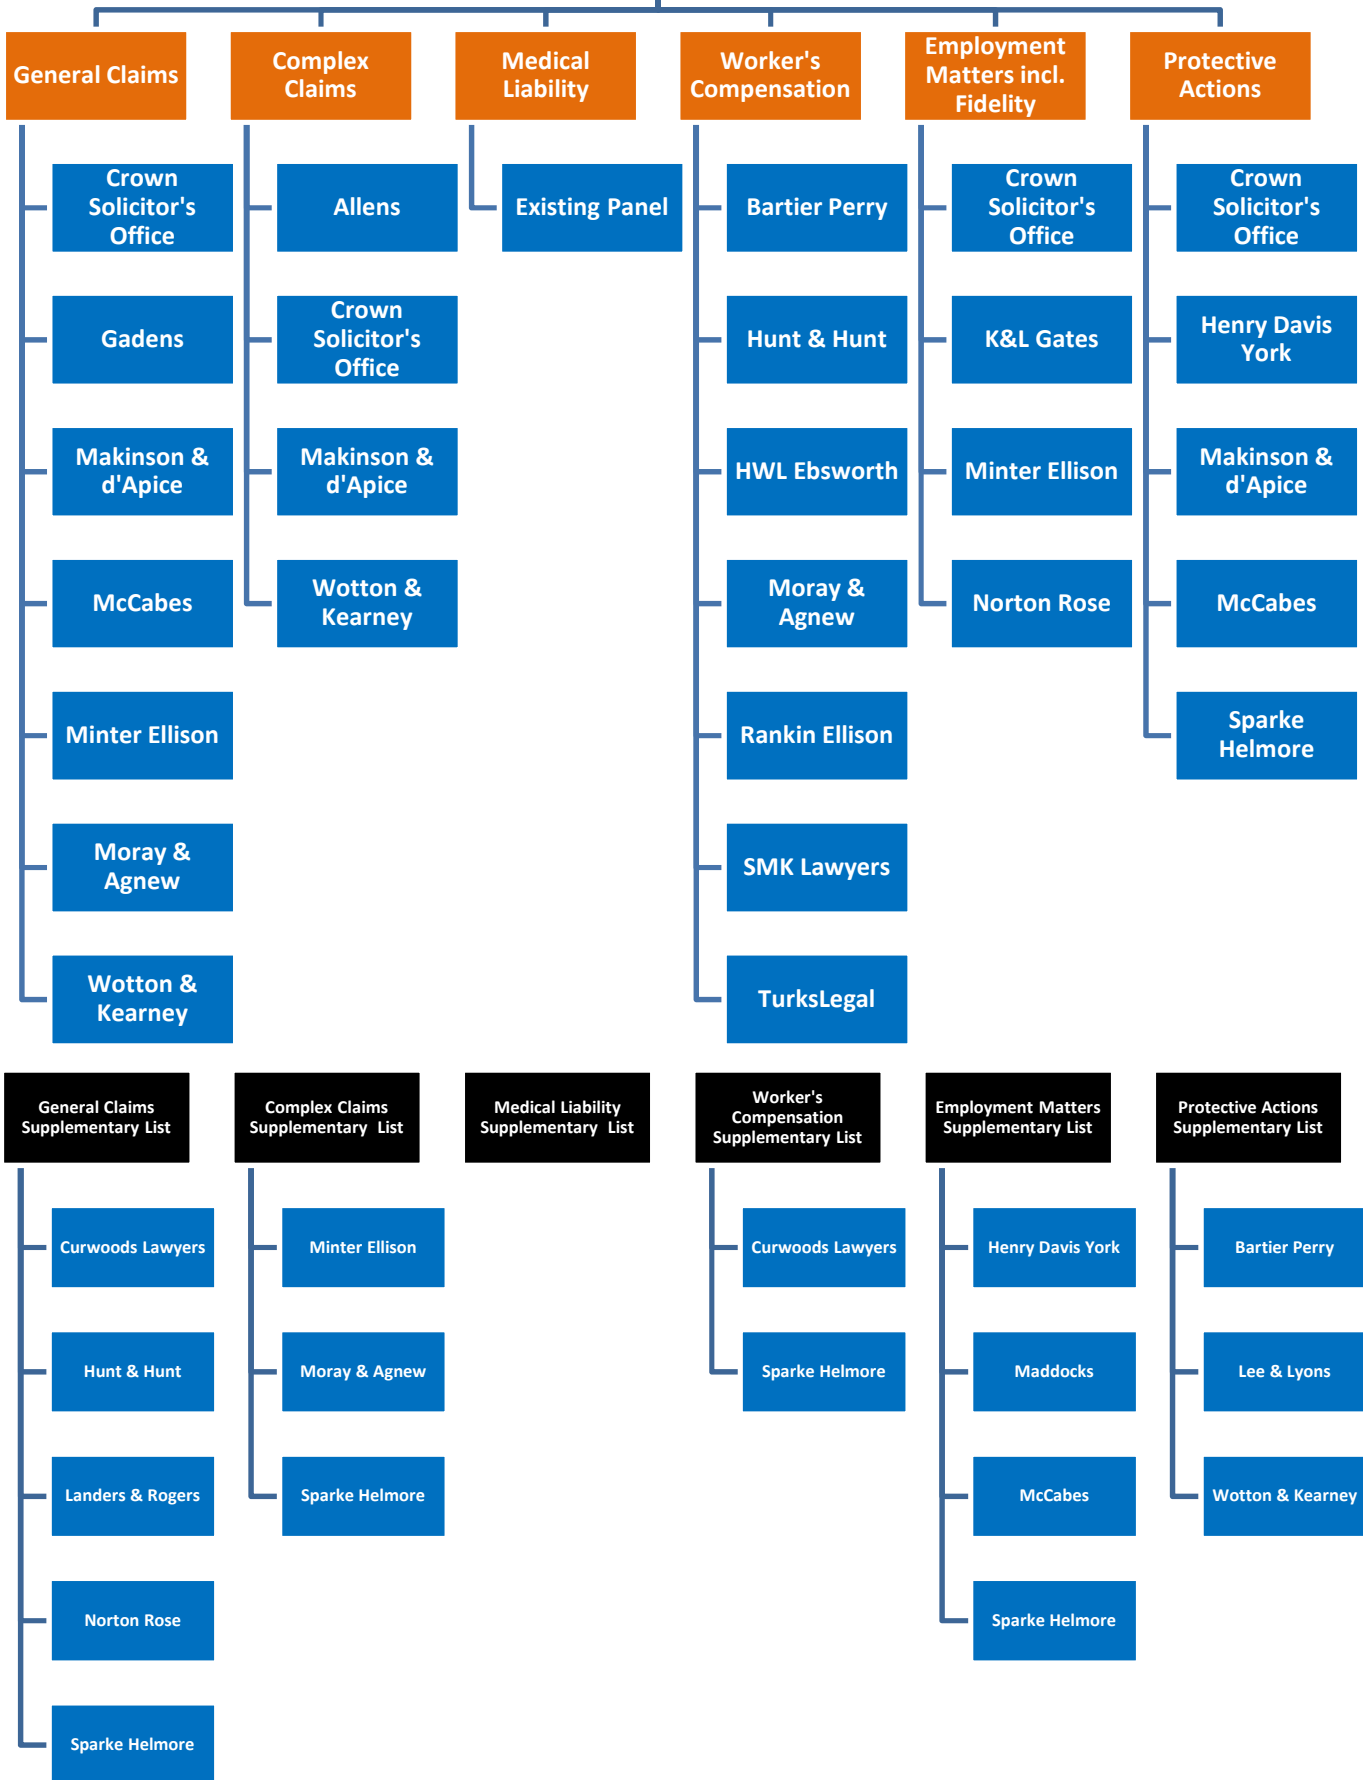 General Claims
Complex
Claims
Medical
Liability
Worker's
Compensation
Employment
Matters incl.
Fidelity
Protective
Actions
Crown
Solicitor's
Office
Gadens
Makinson &
d'Apice
McCabes
Minter Ellison
Moray &
Agnew
Wotton &
Kearney
Allens
Crown
Solicitor's
Office
Makinson &
d'Apice
Wotton &
Kearney
Existing Panel
Bartier Perry
Hunt & Hunt
HWL Ebsworth
Moray &
Agnew
Rankin Ellison
SMK Lawyers
TurksLegal
Crown
Solicitor's
Office
K&L Gates
Minter Ellison
Norton Rose
Crown
Solicitor's
Office
Henry Davis
York
Makinson &
d'Apice
McCabes
Sparke
Helmore
General Claims
Supplementary List
Complex Claims
Supplementary List
Medical Liability
Supplementary List
Worker's
Compensation
Supplementary List
Employment Matters
Supplementary List
Protective Actions
Supplementary List
Curwoods Lawyers
Hunt & Hunt
Landers & Rogers
Norton Rose
Sparke Helmore
Minter Ellison
Moray & Agnew
Sparke Helmore
Curwoods Lawyers
Sparke Helmore
Henry Davis York
Maddocks
McCabes
Sparke Helmore
Bartier Perry
Lee & Lyons
Wotton & Kearney